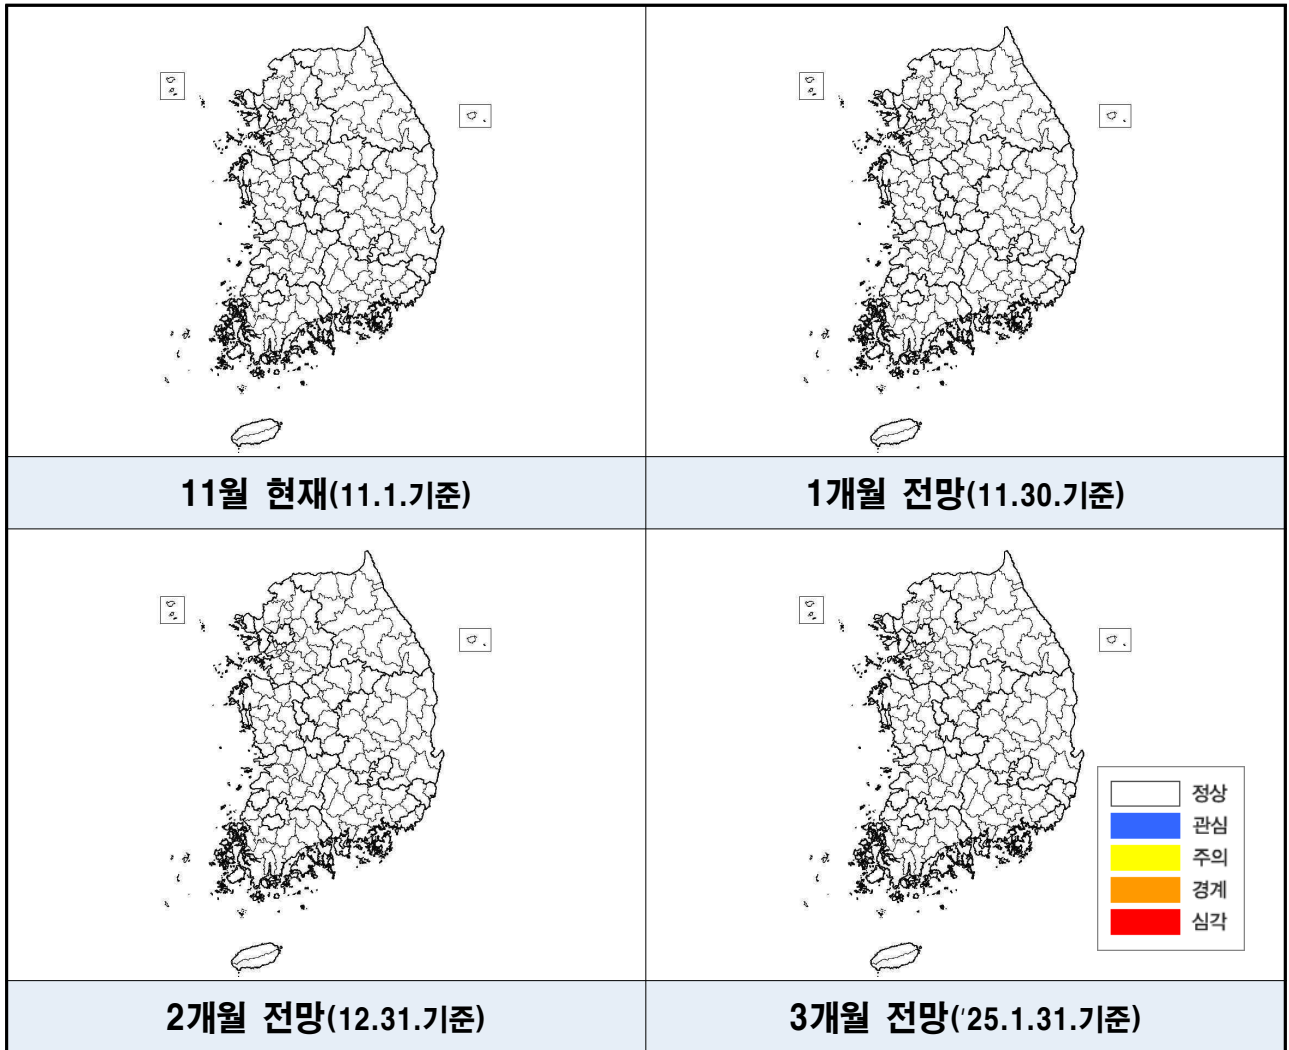 11월 현재(11.1.기준)
1개월 전망(11.30.기준)
정상
관심
주의
경계
심각
2개월 전망(12.31.기준)
3개월 전망('25.1.31.기준)